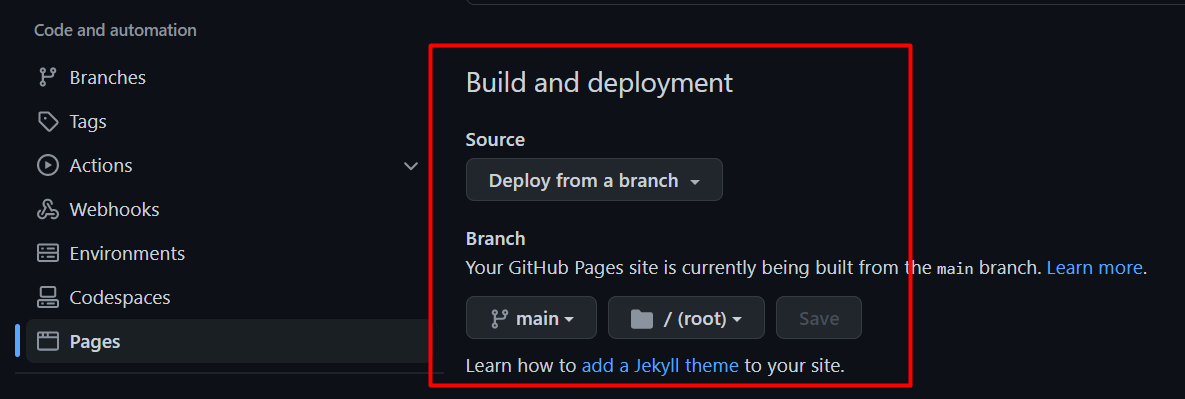 Code and automation
Branches
Tags
Actions
Webhooks
Environments
Codespaces
Pages
Build and deployment
Source
Deploy from a branch
Branch
Your GitHub Pages site is currently being built from the main branch. Learn more.
main
/ (root)
Save
Learn how to add a Jekyll theme to your site.